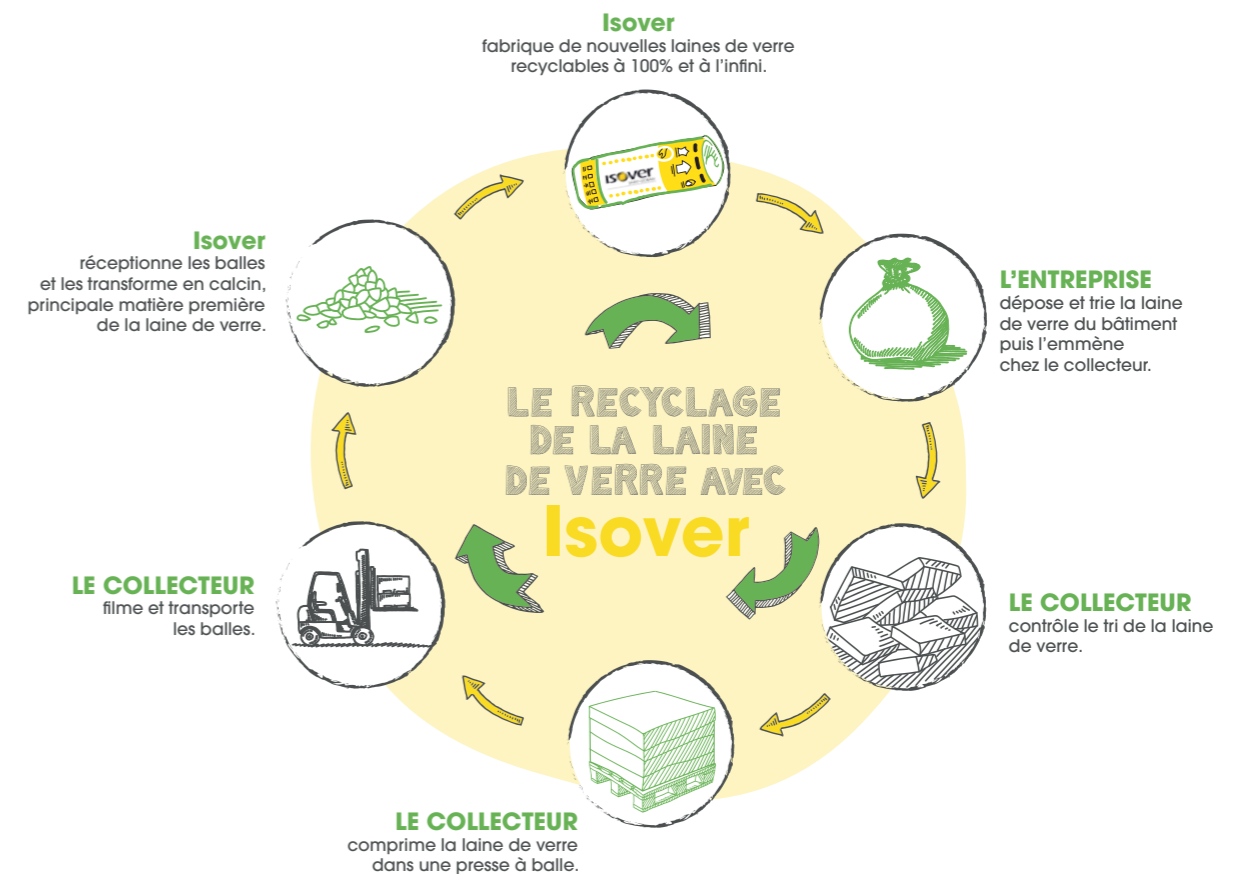 Isover
fabrique de nouvelles laines de verre
recyclables à 100% et à l'infini.
isover
Isover
réceptionne les balles
et les transforme en calcin,
principale matière première
de la laine de verre.
L'ENTREPRISE
dépose et trie la laine
de verre du bâtiment
puis l'emmène
chez le collecteur.
LE RECYCLAGE
DE LA LAINE
DE VERRE AVEC
Isover
LE COLLECTEUR
filme et transporte
les balles.
LE COLLECTEUR
contrôle le tri de la laine
de verre.
LE COLLECTEUR
comprime la laine de verre
dans une presse à balle.